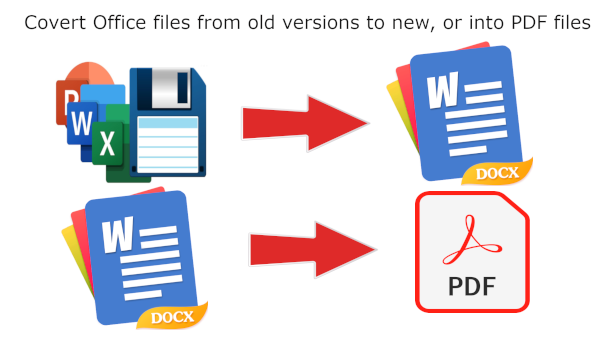 Covert Office files from old versions to new, or into PDF files
P
W
X
W
DOCX
W
DOCX
PDF